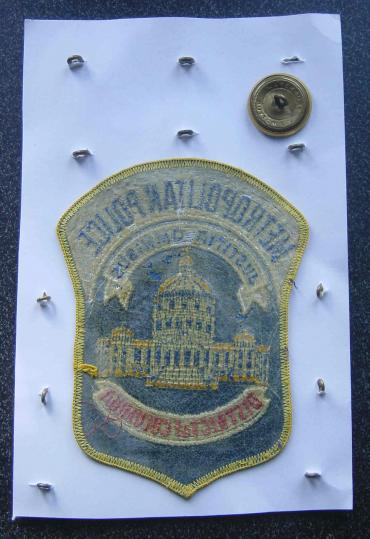 METROPOLITAN POLICE
JUSTITIA OMNIBUS
DISTRICT OF COLUMBIA